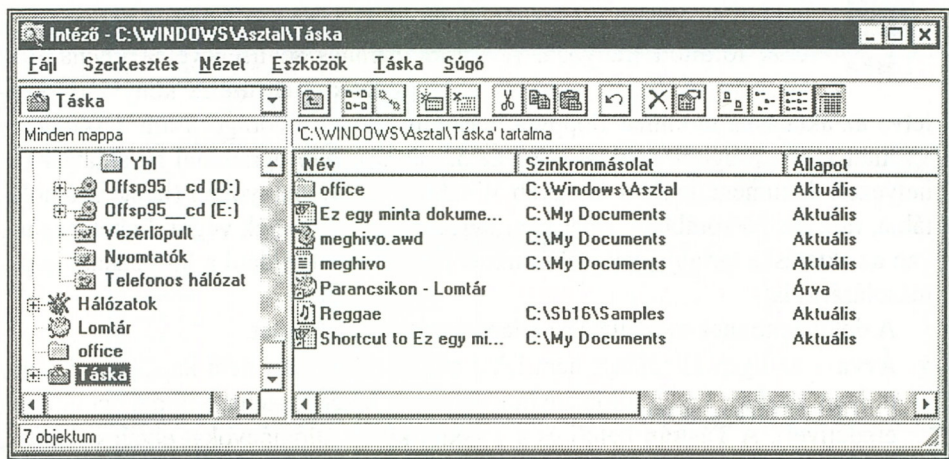 Intéző - C:\WINDOWS\Asztal\Táska
Fájl Szerkesztés Nézet Eszközök Táska Súgó
Táska
Minden mappa
'C:\WINDOWS\Asztal\Táska' tartalma
Ybl
Offsp95__cd (D:)
Offsp95__cd (E:)
Vezérlőpult
Nyomtatók
Telefonos hálózat
Hálózatok
Lomtár
office
Táska
Név Szinkronmásolat Állapot
office C:\Windows\Asztal Aktuális
Ez egy minta dokume... C:\My Documents Aktuális
meghivo.awd C:\My Documents Aktuális
meghivo C:\My Documents Aktuális
Parancsikon - Lomtár Árva
Reggae C:\Sb16\Samples Aktuális
Shortcut to Ez egy mi... C:\My Documents Aktuális
7 objektum